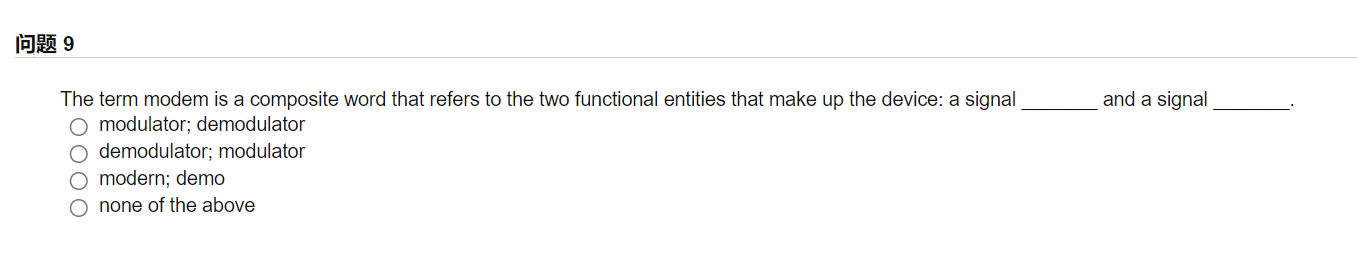 问题 9
The term modem is a composite word that refers to the two functional entities that make up the device: a signal _______ and a signal _______.
modulator; demodulator
demodulator; modulator
modern; demo
none of the above